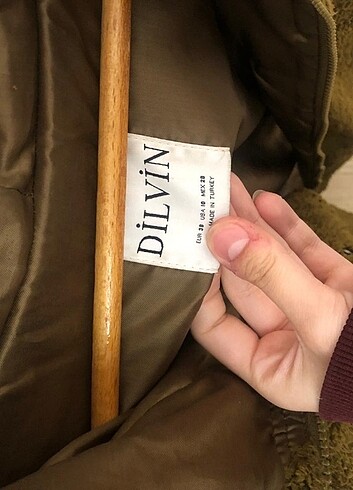 DİLVİN
EUR 38 USA 10 MEX 28
MADE IN TURKEY